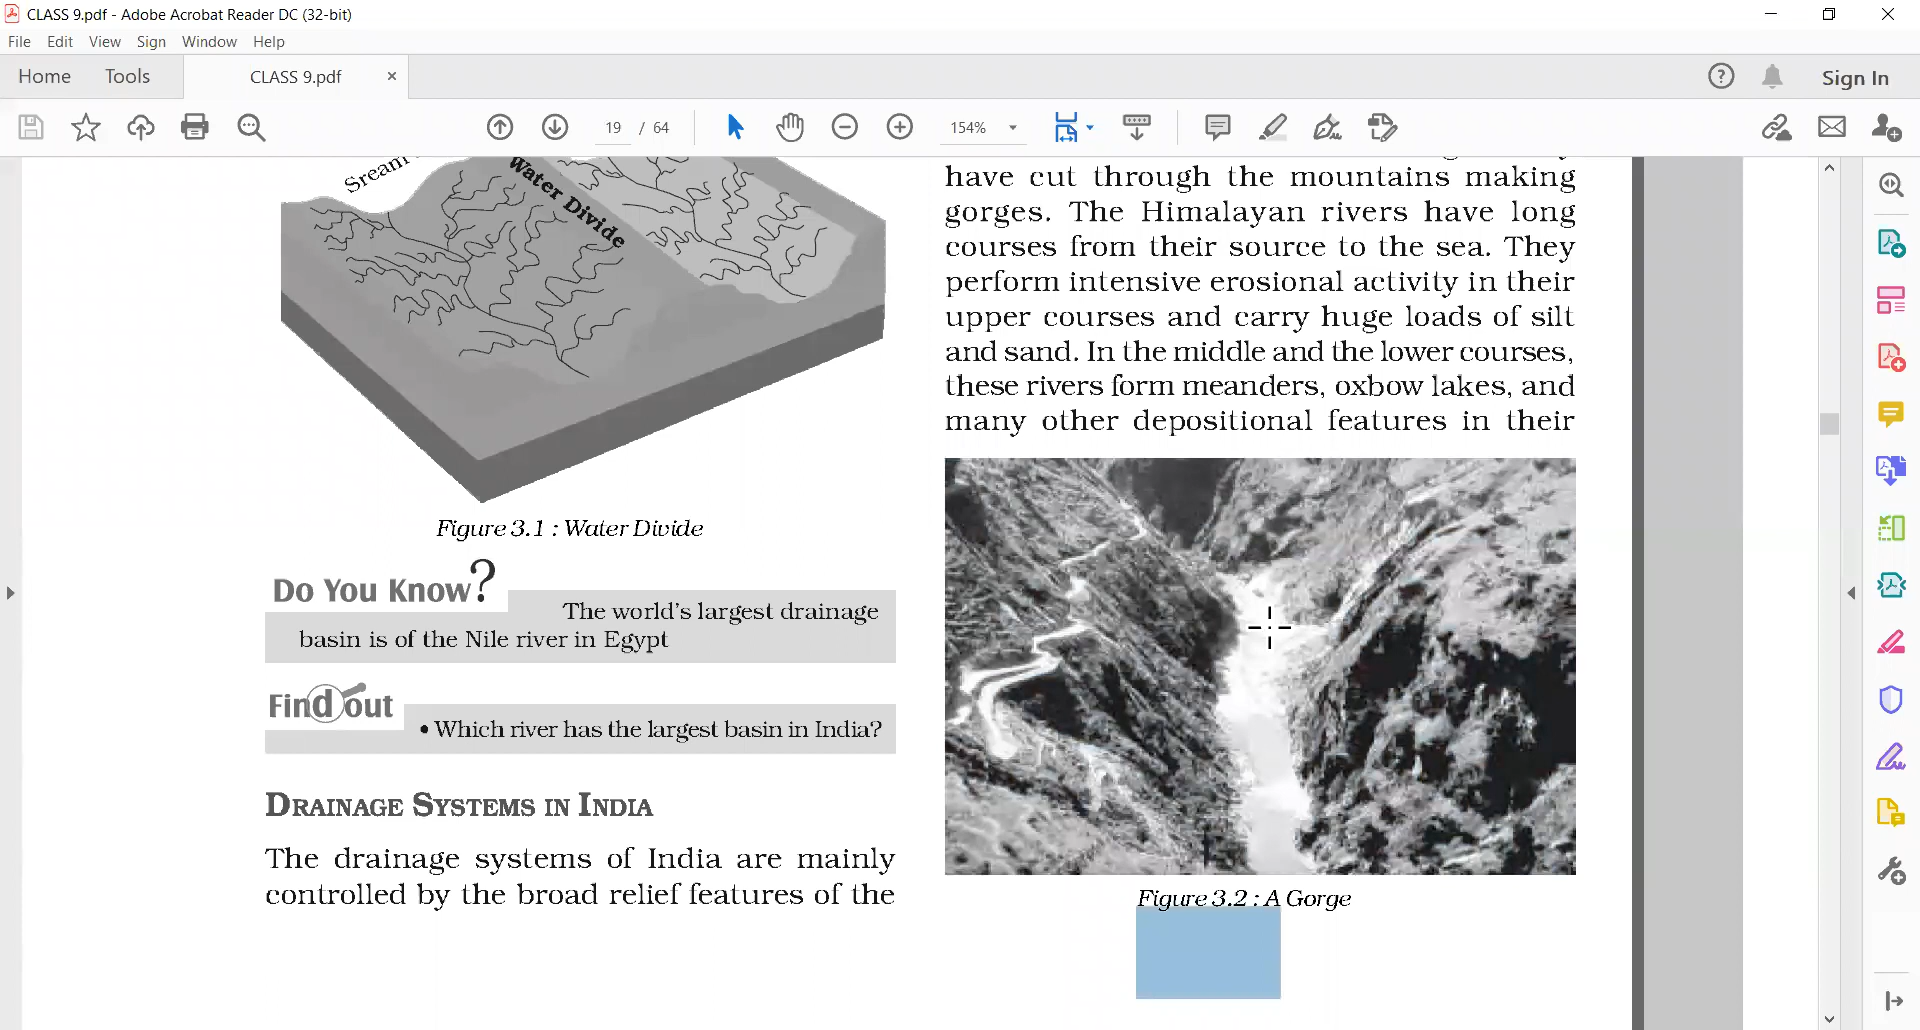 CLASS 9.pdf - Adobe Acrobat Reader DC (32-bit)
File Edit View Sign Window Help
Home Tools CLASS 9.pdf × Sign In
19 / 64 154%
Sream
Water Divide
Figure 3.1 : Water Divide
Do You Know?
The world's largest drainage
basin is of the Nile river in Egypt
Find out
• Which river has the largest basin in India?
DRAINAGE SYSTEMS IN INDIA
The drainage systems of India are mainly
controlled by the broad relief features of the
have cut through the mountains making
gorges. The Himalayan rivers have long
courses from their source to the sea. They
perform intensive erosional activity in their
upper courses and carry huge loads of silt
and sand. In the middle and the lower courses,
these rivers form meanders, oxbow lakes, and
many other depositional features in their
Figure 3.2 : A Gorge